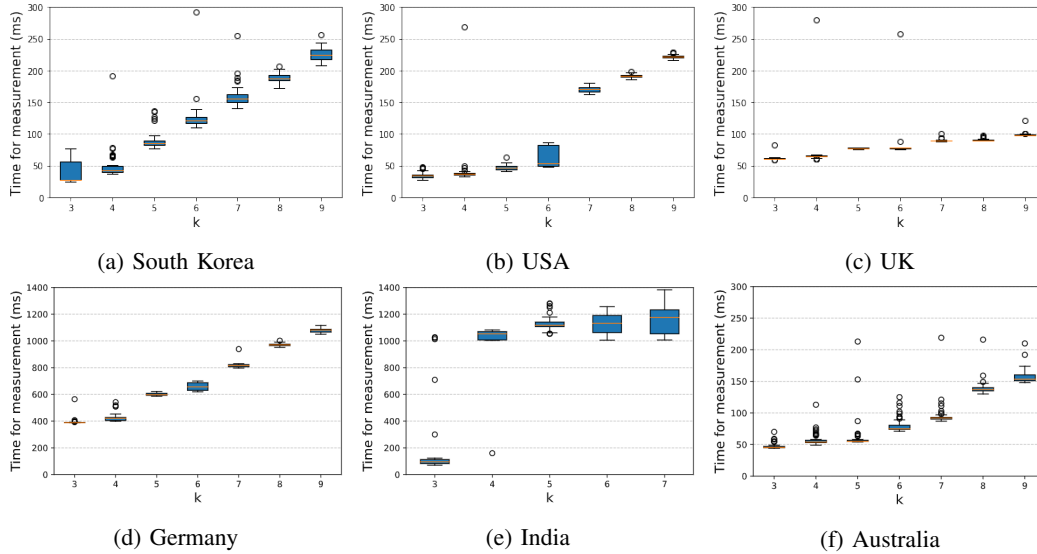 300
250
200
150
100
50
0
Time for measurement (ms)
3 4 5 6 7 8 9
k
(a) South Korea
300
250
200
150
100
50
0
Time for measurement (ms)
3 4 5 6 7 8 9
k
(b) USA
300
250
200
150
100
50
0
Time for measurement (ms)
3 4 5 6 7 8 9
k
(c) UK
1400
1200
1000
800
600
400
200
0
Time for measurement (ms)
3 4 5 6 7 8 9
k
(d) Germany
1400
1200
1000
800
600
400
200
0
Time for measurement (ms)
3 4 5 6 7
k
(e) India
300
250
200
150
100
50
0
Time for measurement (ms)
3 4 5 6 7 8 9
k
(f) Australia